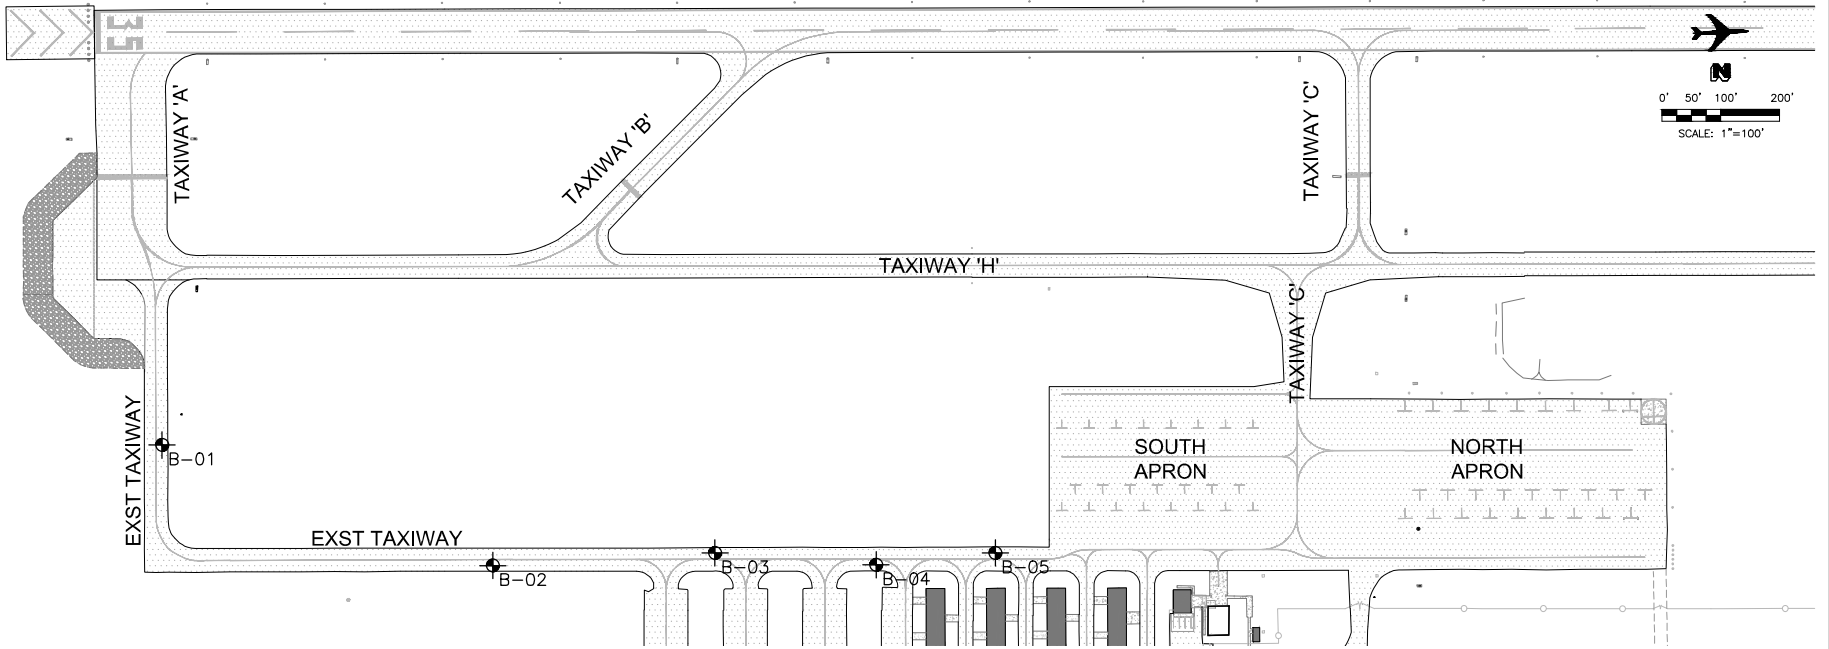 35
N
0' 50' 100' 200'
SCALE: 1"=100'
TAXIWAY 'A'
TAXIWAY 'B'
TAXIWAY 'C'
TAXIWAY 'H'
TAXIWAY 'C'
EXST TAXIWAY
B-01
SOUTH
APRON
NORTH
APRON
EXST TAXIWAY
B-02
B-03
B-04
B-05